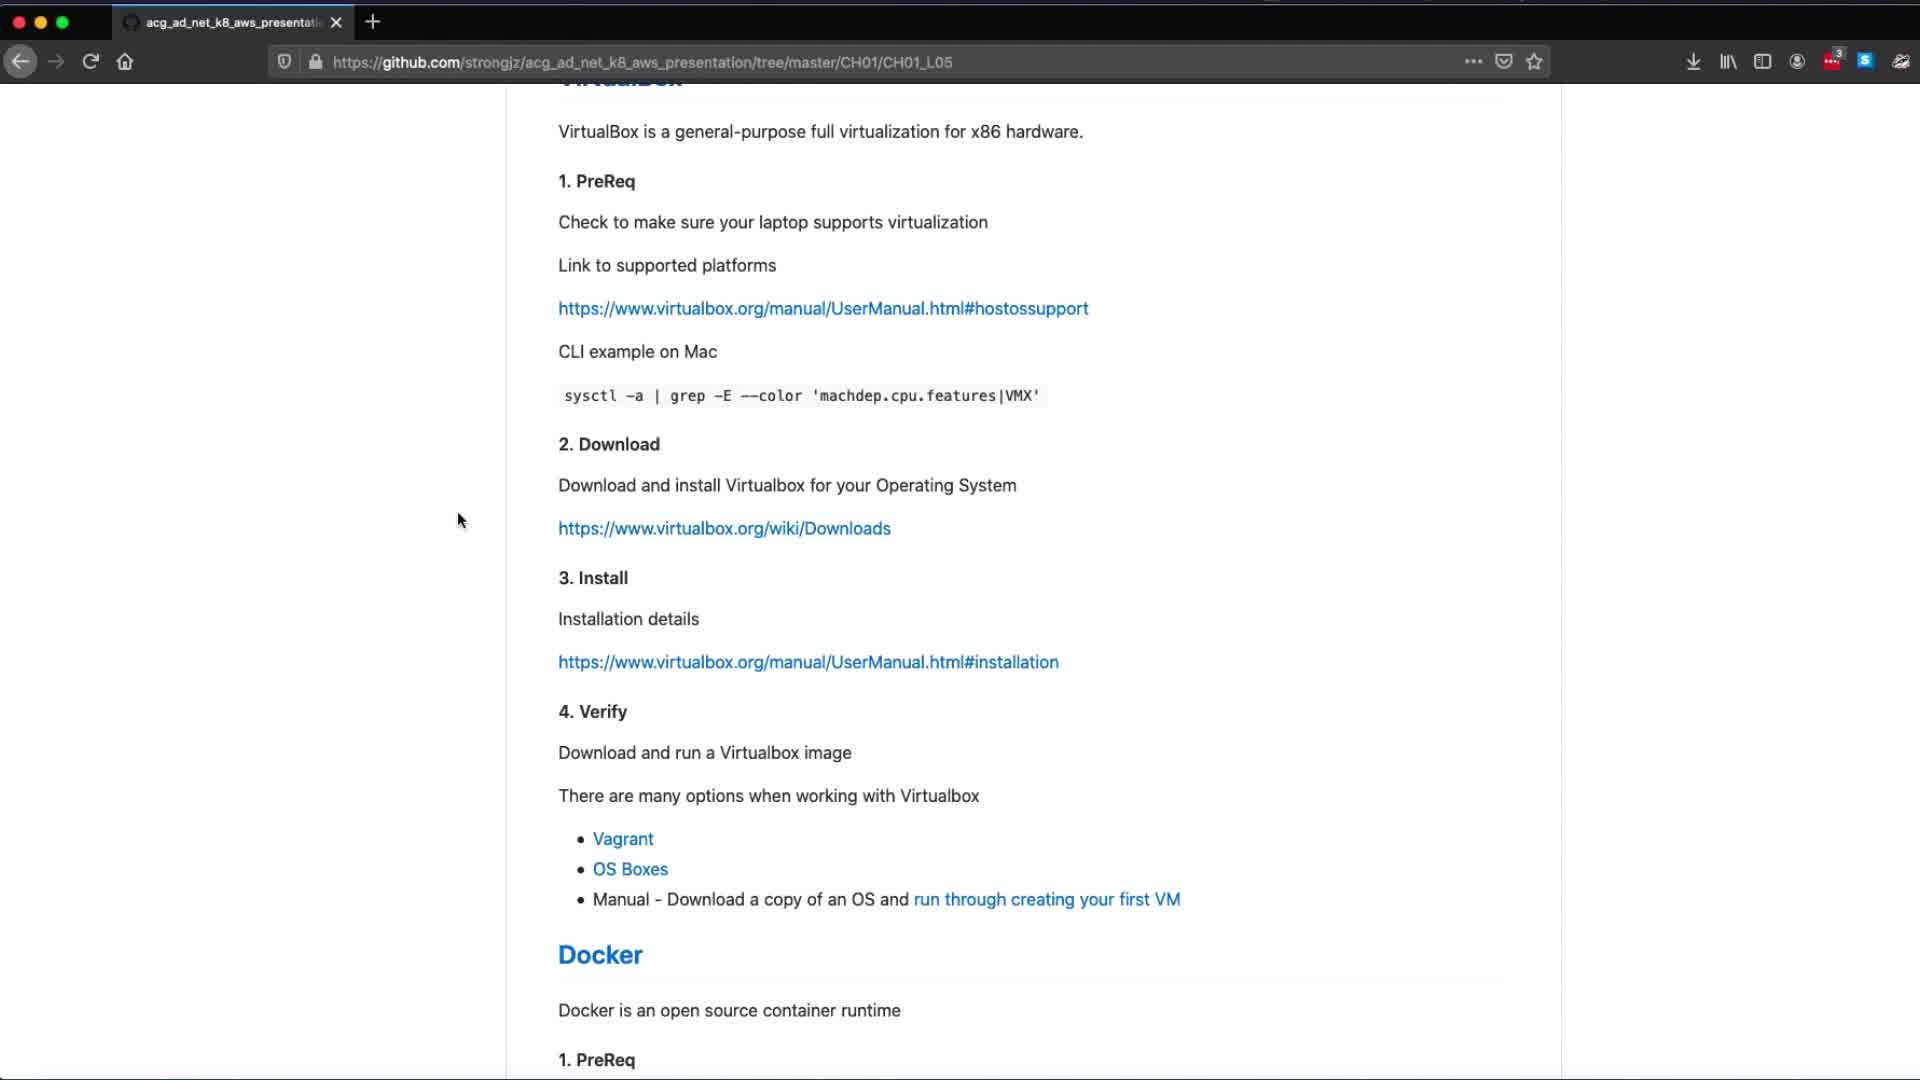 acg_ad_net_k8_aws_presentati
https://github.com/strongjz/acg_ad_net_k8_aws_presentation/tree/master/CH01/CH01_L05
3
S
VirtualBox
VirtualBox is a general-purpose full virtualization for x86 hardware.
1. PreReq
Check to make sure your laptop supports virtualization
Link to supported platforms
https://www.virtualbox.org/manual/UserManual.html#hostossupport
CLI example on Mac
sysctl -a | grep -E --color 'machdep.cpu.features|VMX'
2. Download
Download and install Virtualbox for your Operating System
https://www.virtualbox.org/wiki/Downloads
3. Install
Installation details
https://www.virtualbox.org/manual/UserManual.html#installation
4. Verify
Download and run a Virtualbox image
There are many options when working with Virtualbox
• Vagrant
• OS Boxes
• Manual - Download a copy of an OS and run through creating your first VM
Docker
Docker is an open source container runtime
1. PreReq